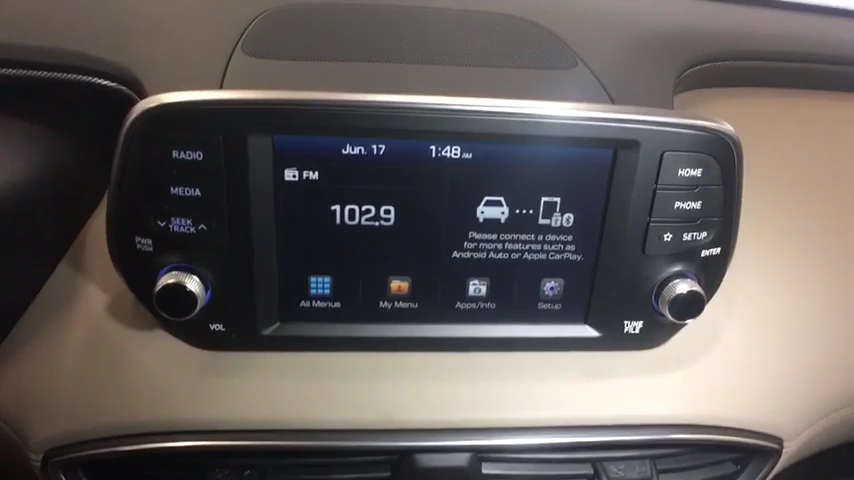 RADIO
MEDIA
SEEK
TRACK
PWR
PUSH
VOL
Jun. 17
1:48 AM
FM
102.9
Please connect a device
for more features such as
Android Auto or Apple CarPlay.
All Menus
My Menu
Apps/Info
Setup
HOME
PHONE
SETUP
ENTER
TUNE
FILE